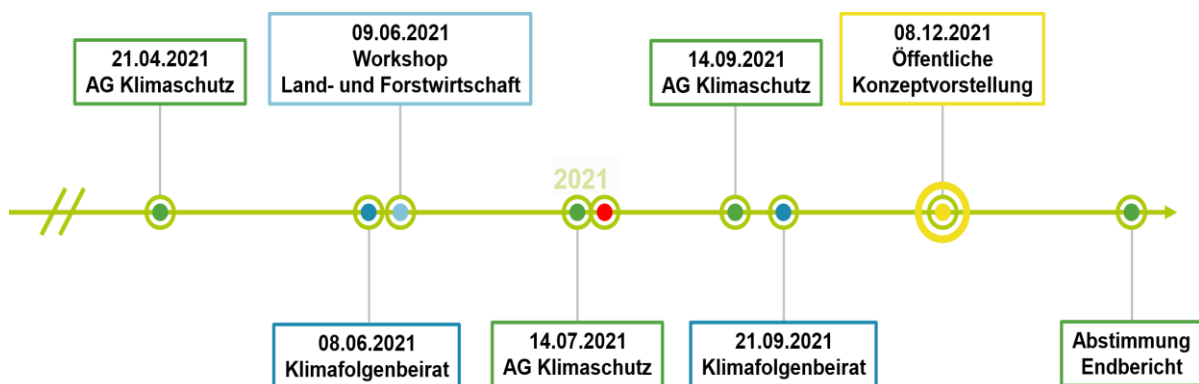 21.04.2021
AG Klimaschutz
09.06.2021
Workshop
Land- und Forstwirtschaft
14.09.2021
AG Klimaschutz
08.12.2021
Öffentliche
Konzeptvorstellung
2021
08.06.2021
Klimafolgenbeirat
14.07.2021
AG Klimaschutz
21.09.2021
Klimafolgenbeirat
Abstimmung
Endbericht